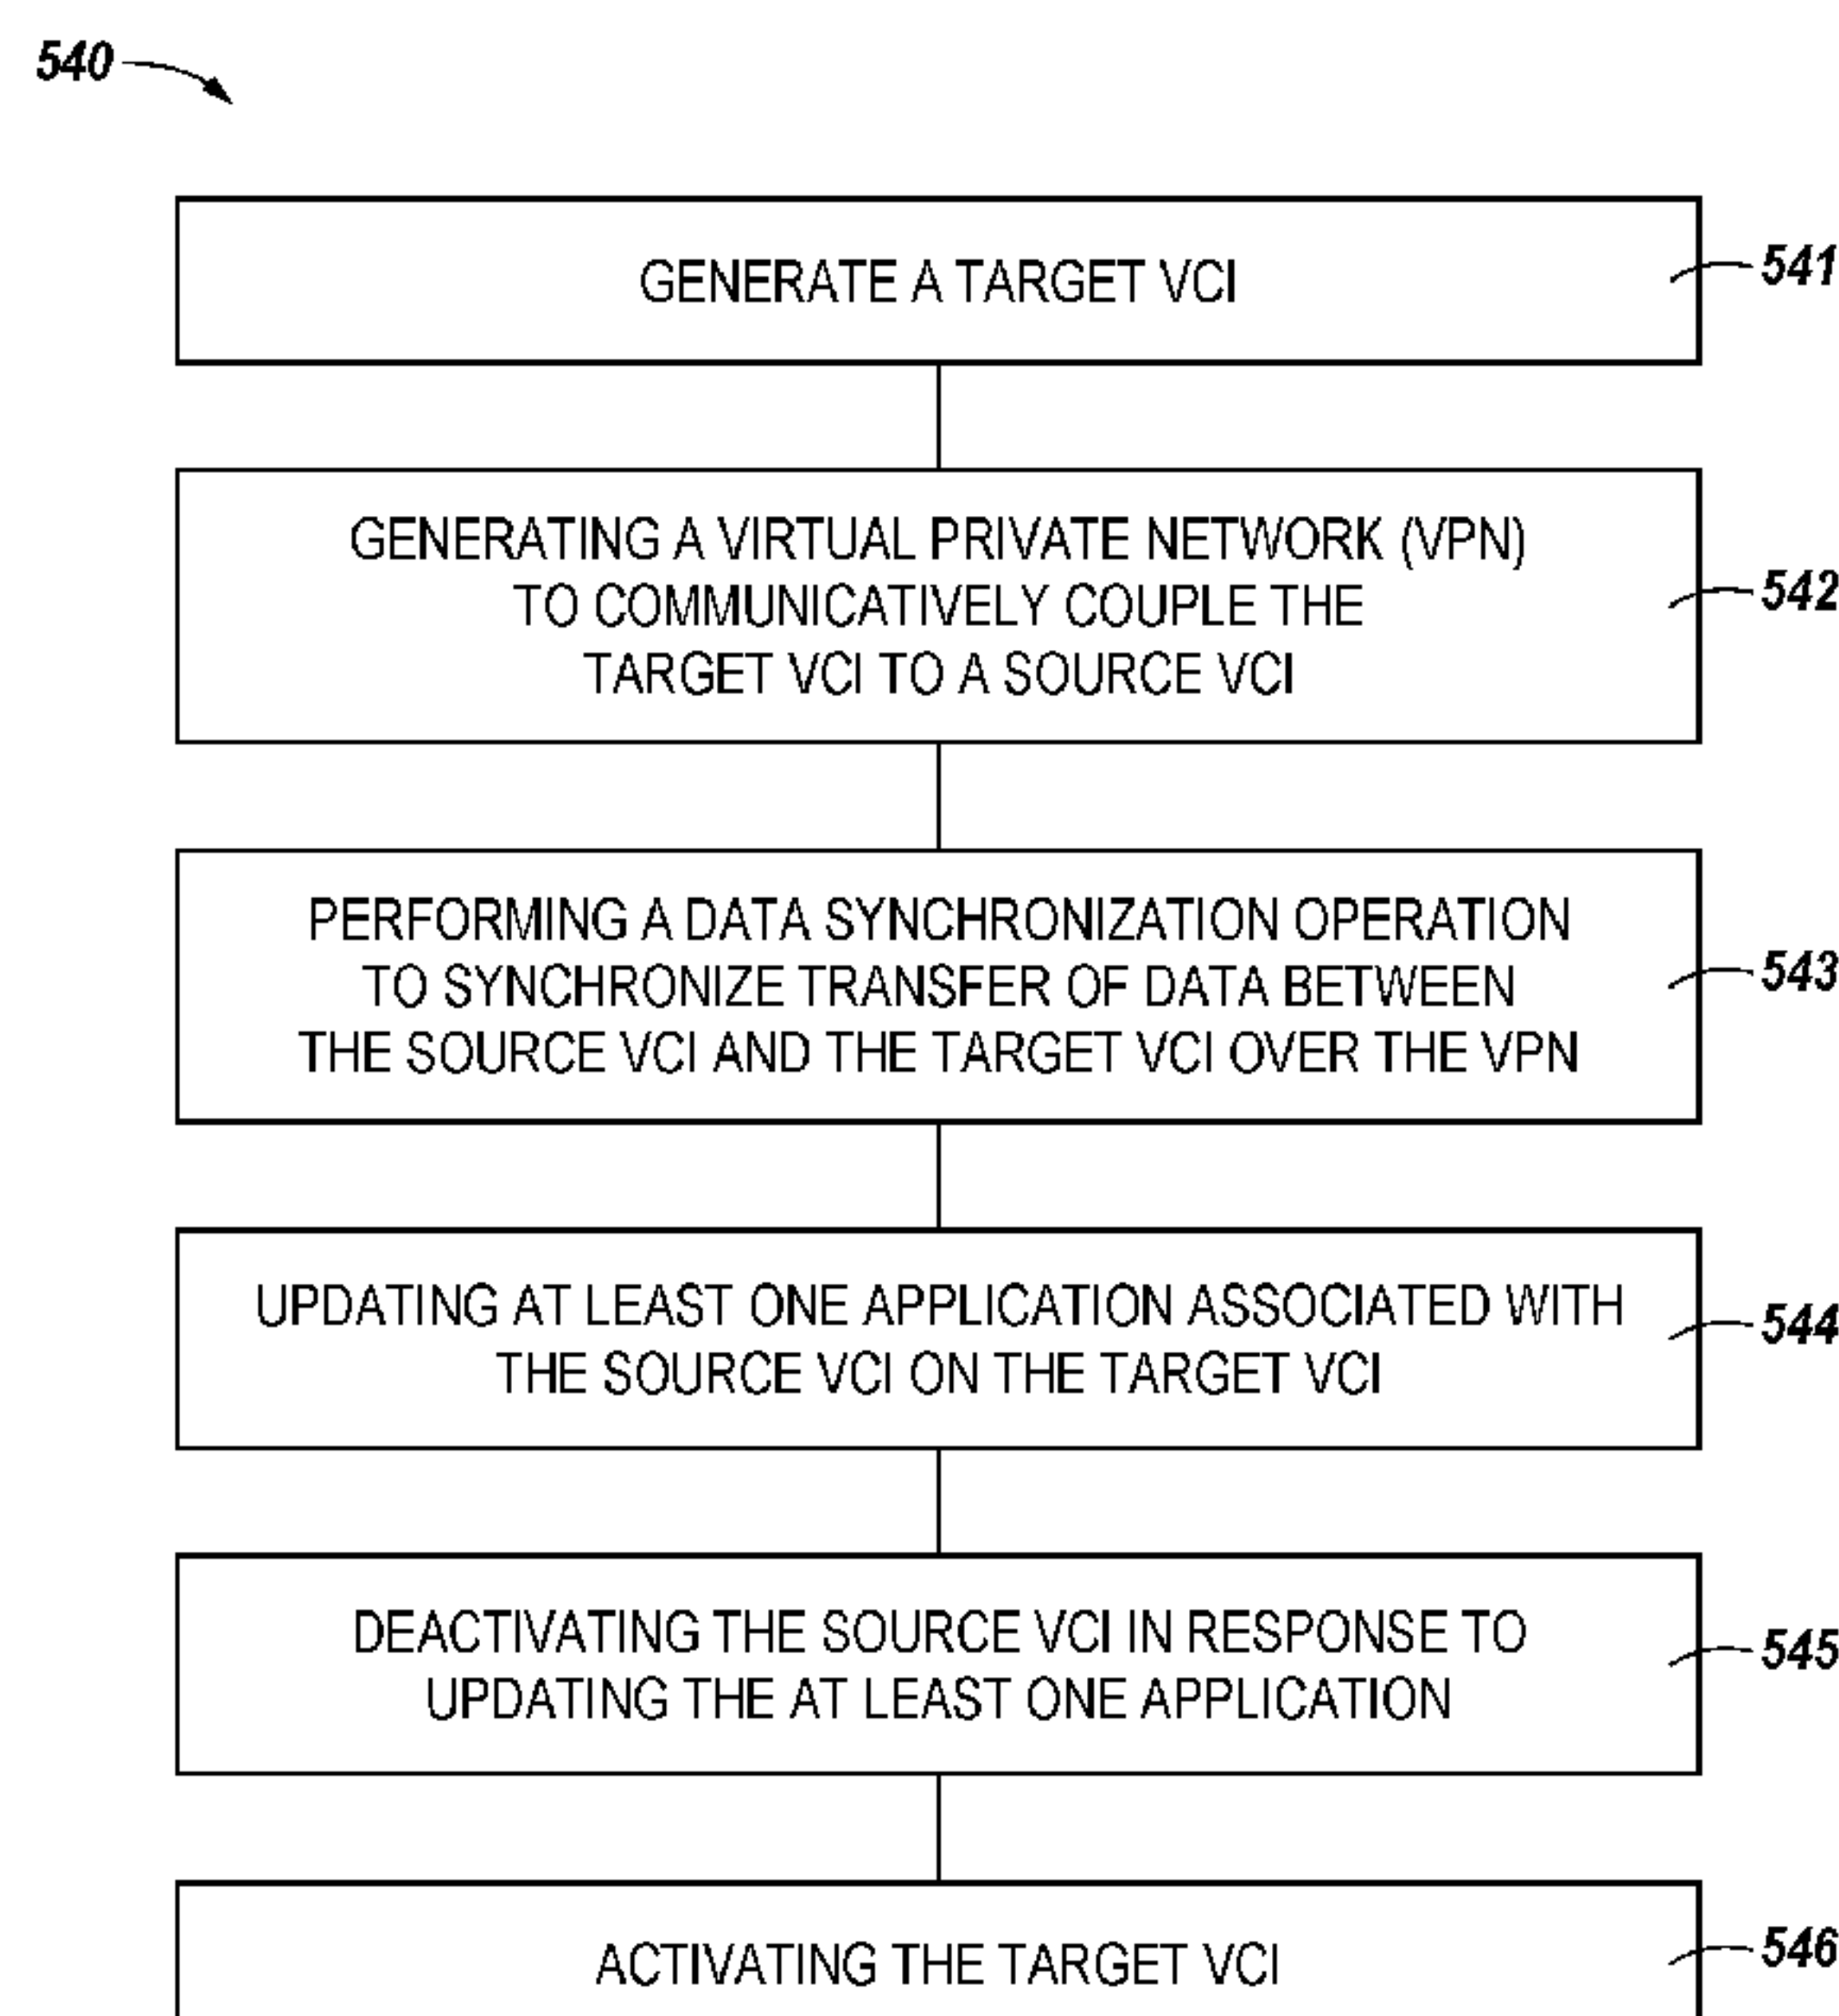 540
GENERATE A TARGET VCI
541
GENERATING A VIRTUAL PRIVATE NETWORK (VPN)
TO COMMUNICATIVELY COUPLE THE
TARGET VCI TO A SOURCE VCI
542
PERFORMING A DATA SYNCHRONIZATION OPERATION
TO SYNCHRONIZE TRANSFER OF DATA BETWEEN
THE SOURCE VCI AND THE TARGET VCI OVER THE VPN
543
UPDATING AT LEAST ONE APPLICATION ASSOCIATED WITH
THE SOURCE VCI ON THE TARGET VCI
544
DEACTIVATING THE SOURCE VCI IN RESPONSE TO
UPDATING THE AT LEAST ONE APPLICATION
545
ACTIVATING THE TARGET VCI
546